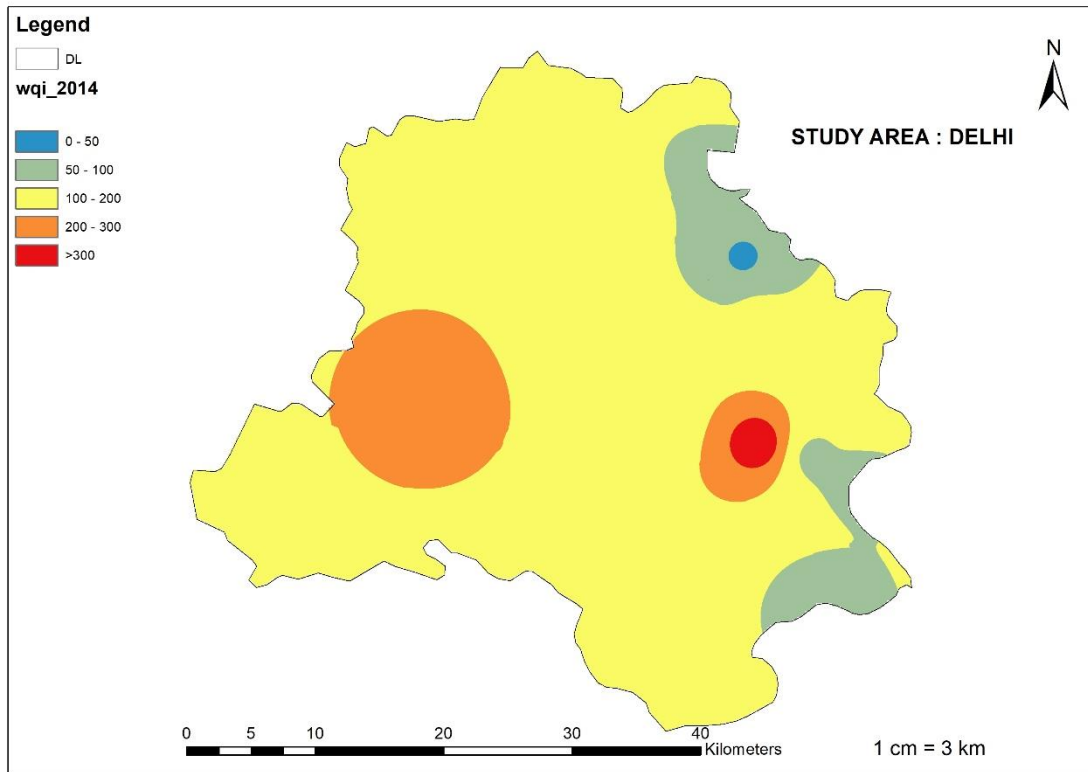 Legend
DL
wqi_2014
0 - 50
50 - 100
100 - 200
200 - 300
>300
N
STUDY AREA : DELHI
0 5 10 20 30 40
Kilometers
1 cm = 3 km